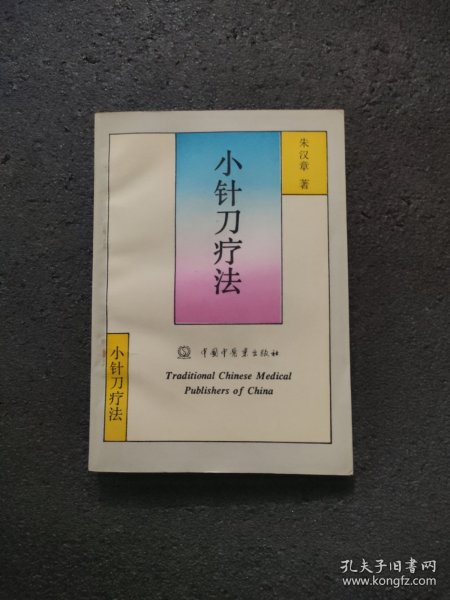 朱汉章 著
小针刀疗法
中国中医药出版社
Traditional Chinese Medical
Publishers of China
小针刀疗法
孔夫子旧书网
www.kongfz.com